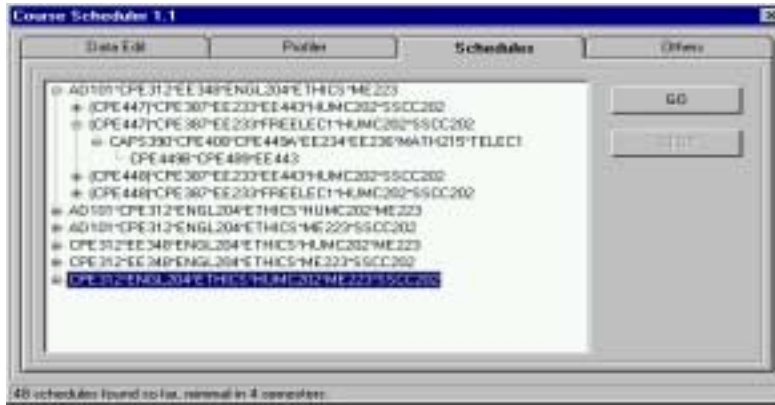 Course Scheduler 1.1
Data Edit Profiler Schedules Others
AD101*CPE312*EE348*ENGL204*ETHICS*ME223
(CPE447)*CPE387*EE233*EE443*HUMC202*SSCC202
(CPE447)*CPE387*EE233*FREELEC1*HUMC202*SSCC202
CAPS390*CPE408*CPE449A*EE234*EE236*MATH215*TELEC1
CPE449B*CPE489*EE443
(CPE448)*CPE387*EE233*EE443*HUMC202*SSCC202
(CPE448)*CPE387*EE233*FREELEC1*HUMC202*SSCC202
AD101*CPE312*ENGL204*ETHICS*HUMC202*ME223
AD101*CPE312*ENGL204*ETHICS*ME223*SSCC202
CPE312*EE348*ENGL204*ETHICS*HUMC202*ME223
CPE312*EE348*ENGL204*ETHICS*ME223*SSCC202
CPE312*ENGL204*ETHICS*HUMC202*ME223*SSCC202
GO
48 schedules found so far, minimal in 4 semesters.